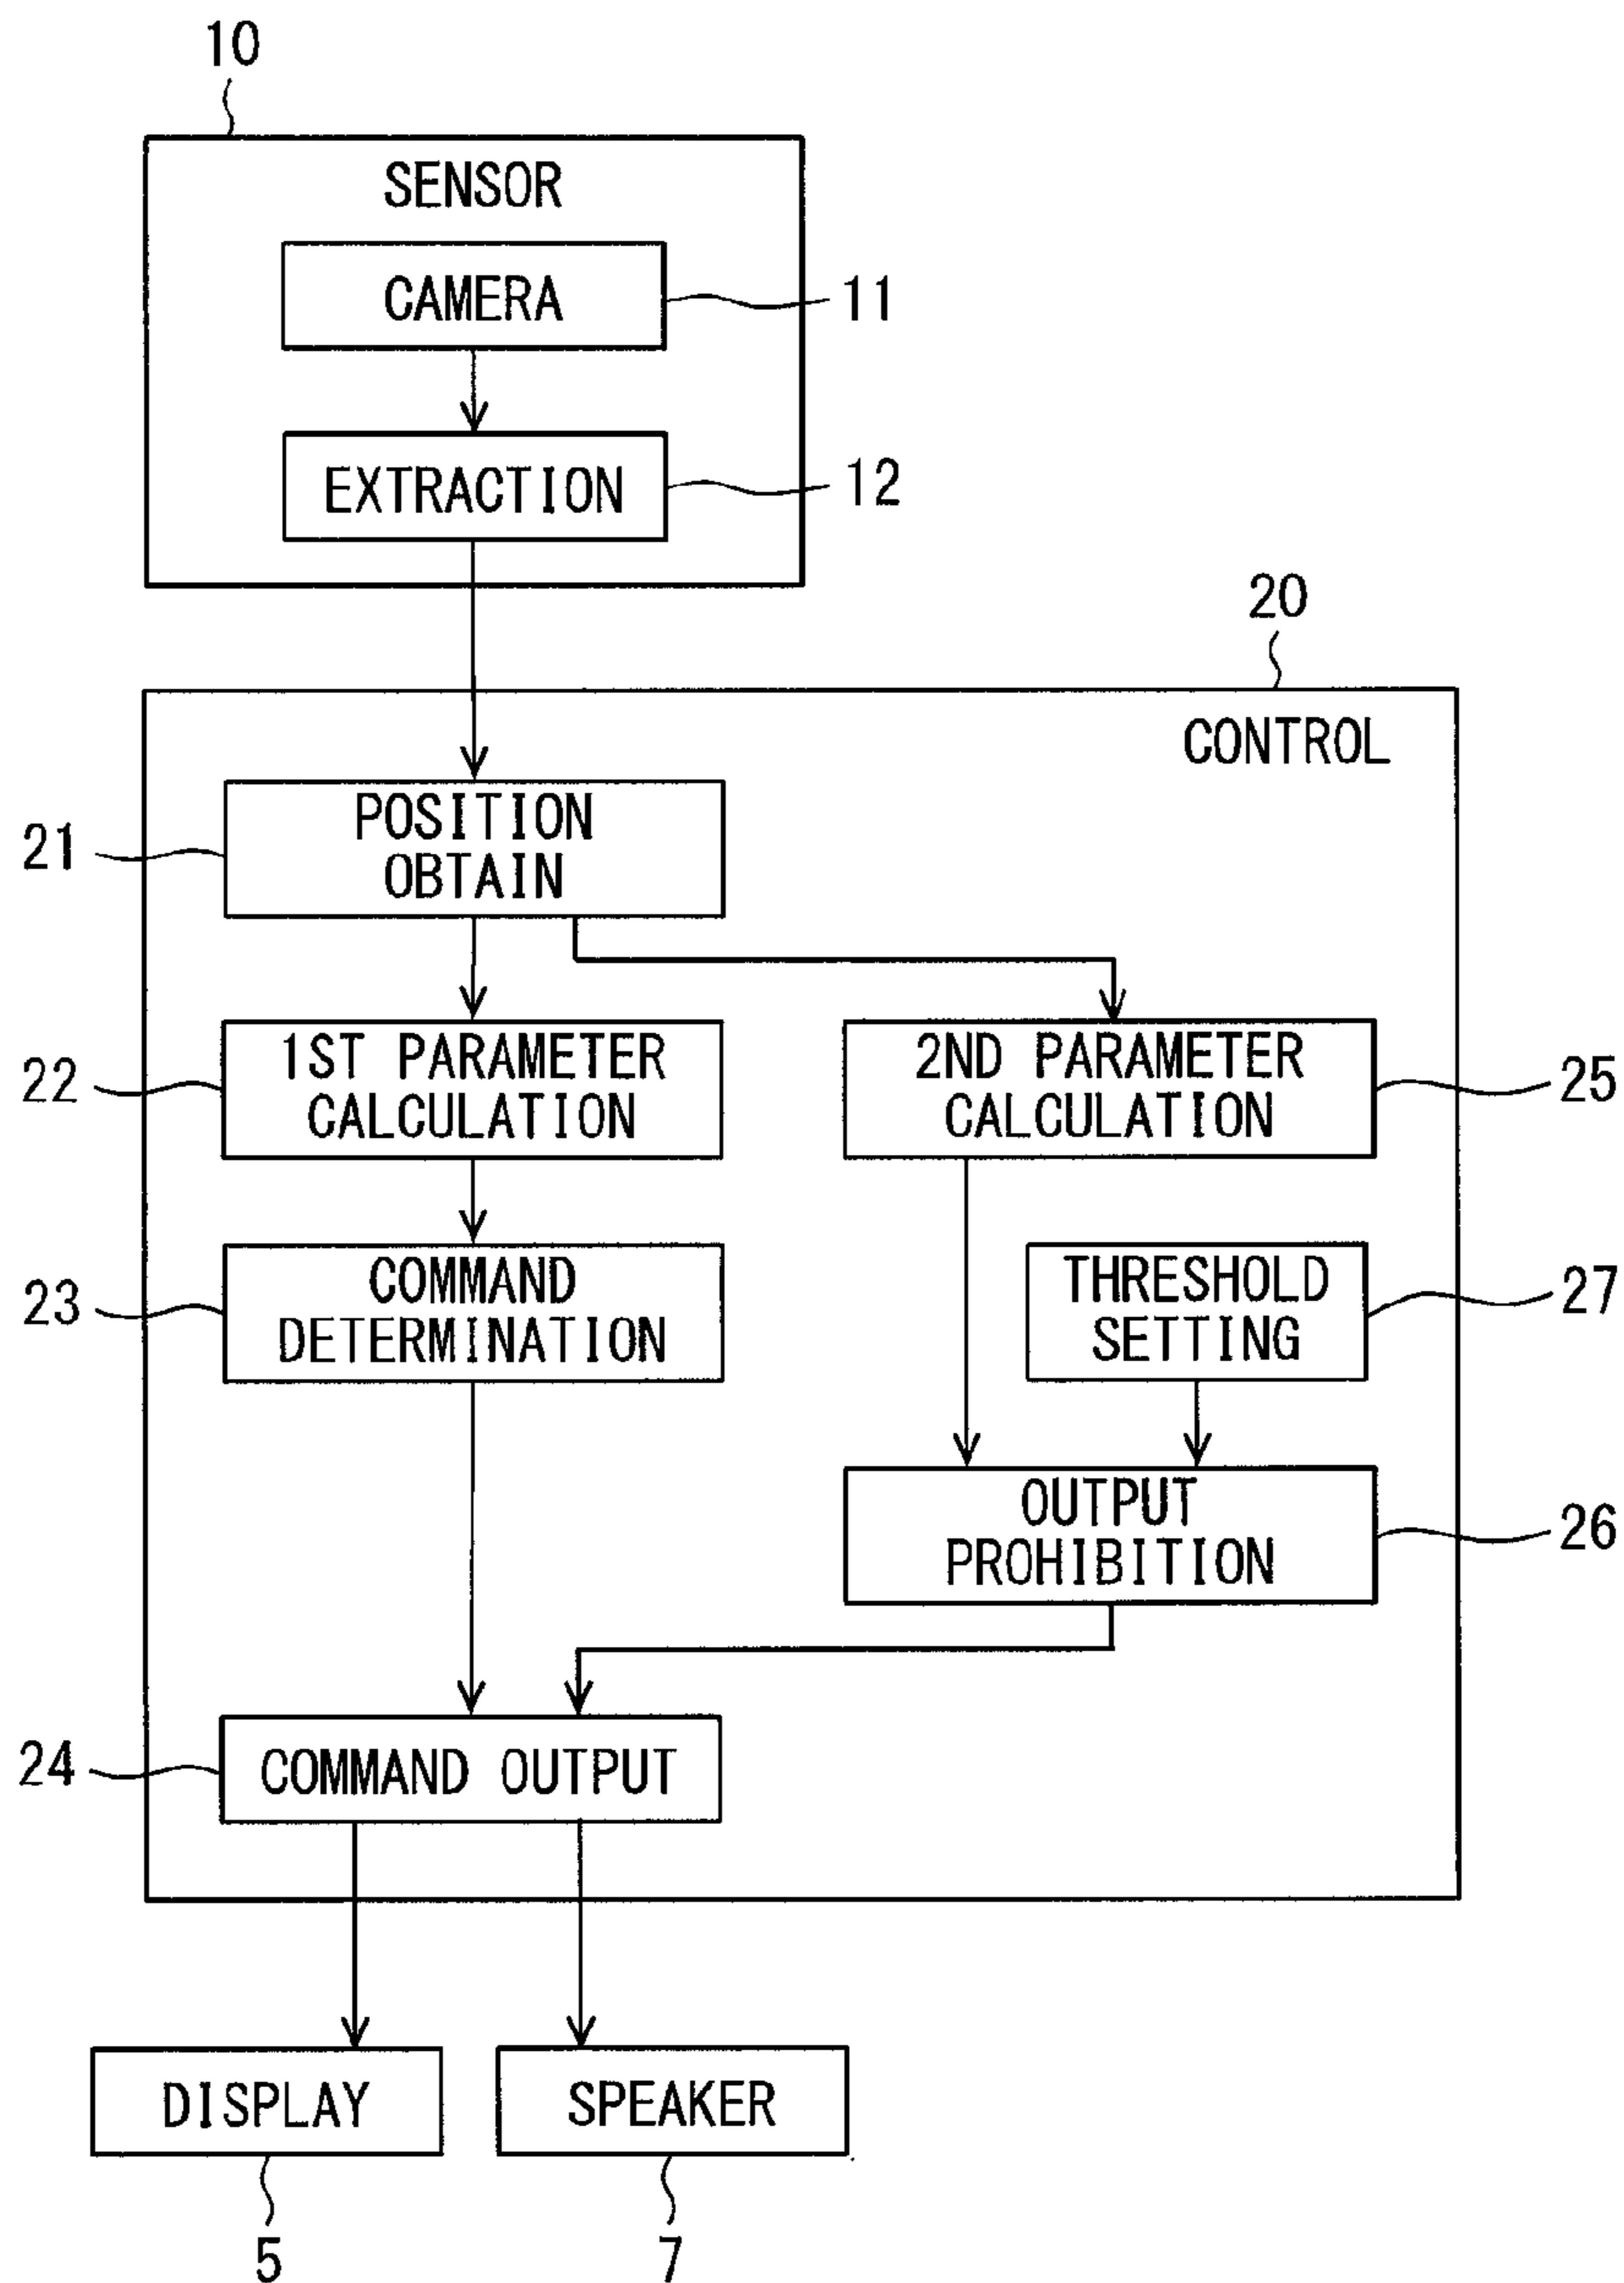 10
SENSOR
CAMERA
11
EXTRACTION
12
20
CONTROL
POSITION
OBTAIN
21
1ST PARAMETER
CALCULATION
22
2ND PARAMETER
CALCULATION
25
COMMAND
DETERMINATION
23
THRESHOLD
SETTING
27
OUTPUT
PROHIBITION
26
24
COMMAND OUTPUT
DISPLAY
SPEAKER
5
7